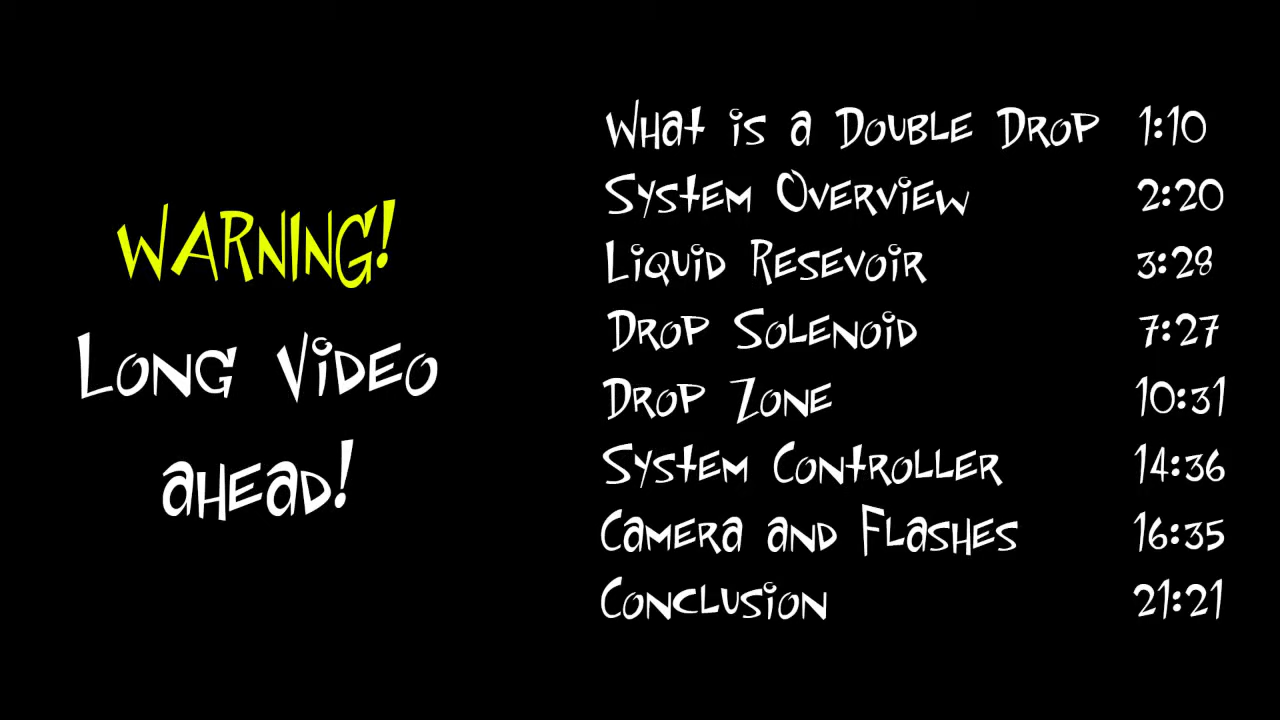 WARNING!
Long Video
ahead!
What is a Double Drop 1:10
System Overview 2:20
Liquid Resevoir 3:28
Drop Solenoid 7:27
Drop Zone 10:31
System Controller 14:36
Camera and Flashes 16:35
Conclusion 21:21